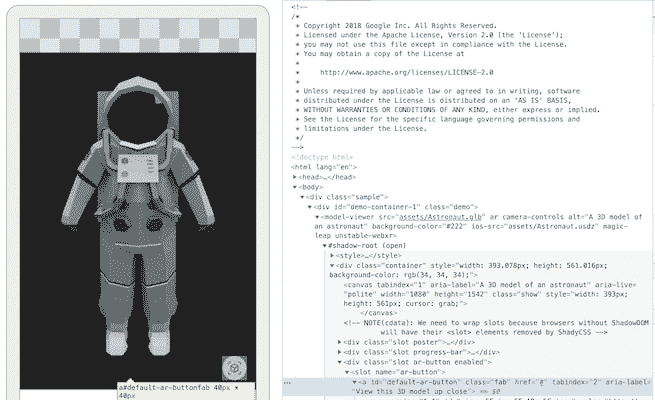 <!--
/*
* Copyright 2018 Google Inc. All Rights Reserved.
* Licensed under the Apache License, Version 2.0 (the 'License');
* you may not use this file except in compliance with the License.
* You may obtain a copy of the License at
*
* http://www.apache.org/licenses/LICENSE-2.0
*
* Unless required by applicable law or agreed to in writing, software
* distributed under the License is distributed on an 'AS IS' BASIS,
* WITHOUT WARRANTIES OR CONDITIONS OF ANY KIND, either express or implied.
* See the License for the specific language governing permissions and
* limitations under the License.
*/
-->
<!doctype html>
<html lang="en">
▶<head>…</head>
▼<body>
▼<div class="sample">
▼<div id="demo-container-1" class="demo">
▼<model-viewer src="assets/Astronaut.glb" ar camera-controls alt="A 3D model of
an astronaut" background-color="#222" ios-src="assets/Astronaut.usdz" magic-
leap unstable-webxr>
▼#shadow-root (open)
▶<style>…</style>
▼<div class="container" style="width: 393.078px; height: 561.016px;
background-color: rgb(34, 34, 34);">
<canvas tabindex="1" aria-label="A 3D model of an astronaut" aria-live=
"polite" width="1080" height="1542" class="show" style="width: 393px;
height: 561px; cursor: grab;">
</canvas>
<!-- NOTE(cdata): We need to wrap slots because browsers without ShadowDOM
will have their <slot> elements removed by ShadyCSS -->
▶<div class="slot poster">…</div>
▶<div class="slot progress-bar">…</div>
▼<div class="slot ar-button enabled">
▼<slot name="ar-button">
… ▼<a id="default-ar-button" class="fab" href="#" tabindex="2" aria-label=
"View this 3D model up close"> == $0
a#default-ar-buttonfab 40px ×
40px